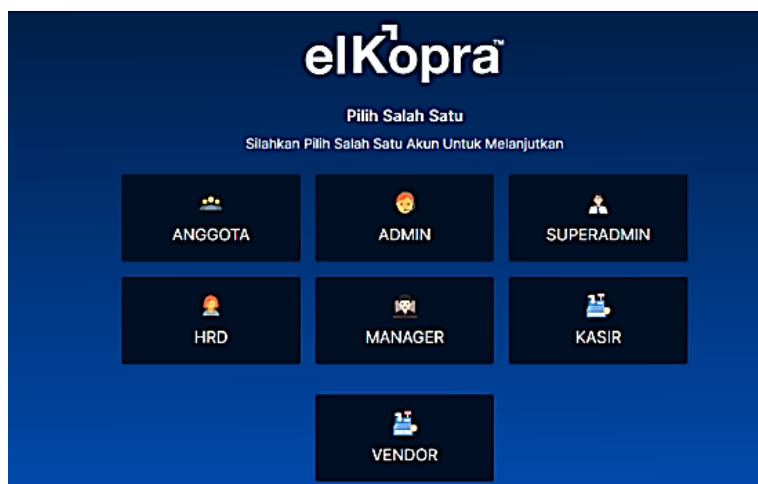 elKopra™
Pilih Salah Satu
Silahkan Pilih Salah Satu Akun Untuk Melanjutkan
ANGGOTA
ADMIN
SUPERADMIN
HRD
MANAGER
KASIR
VENDOR